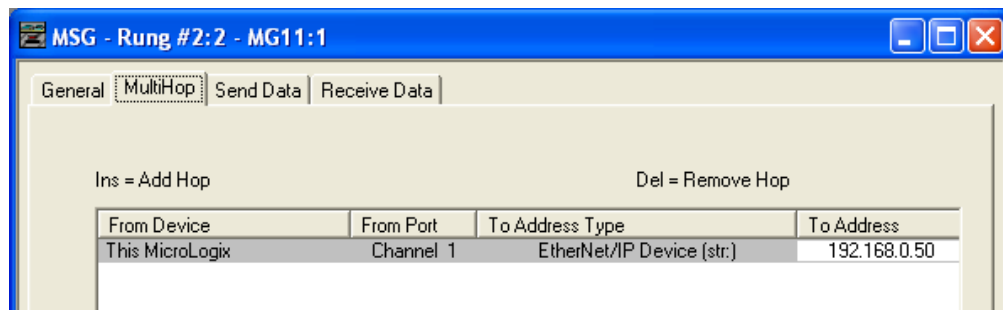 MSG - Rung #2:2 - MG11:1
General MultiHop Send Data Receive Data
Ins = Add Hop Del = Remove Hop
From Device From Port To Address Type To Address
This MicroLogix Channel 1 EtherNet/IP Device (str:) 192.168.0.50